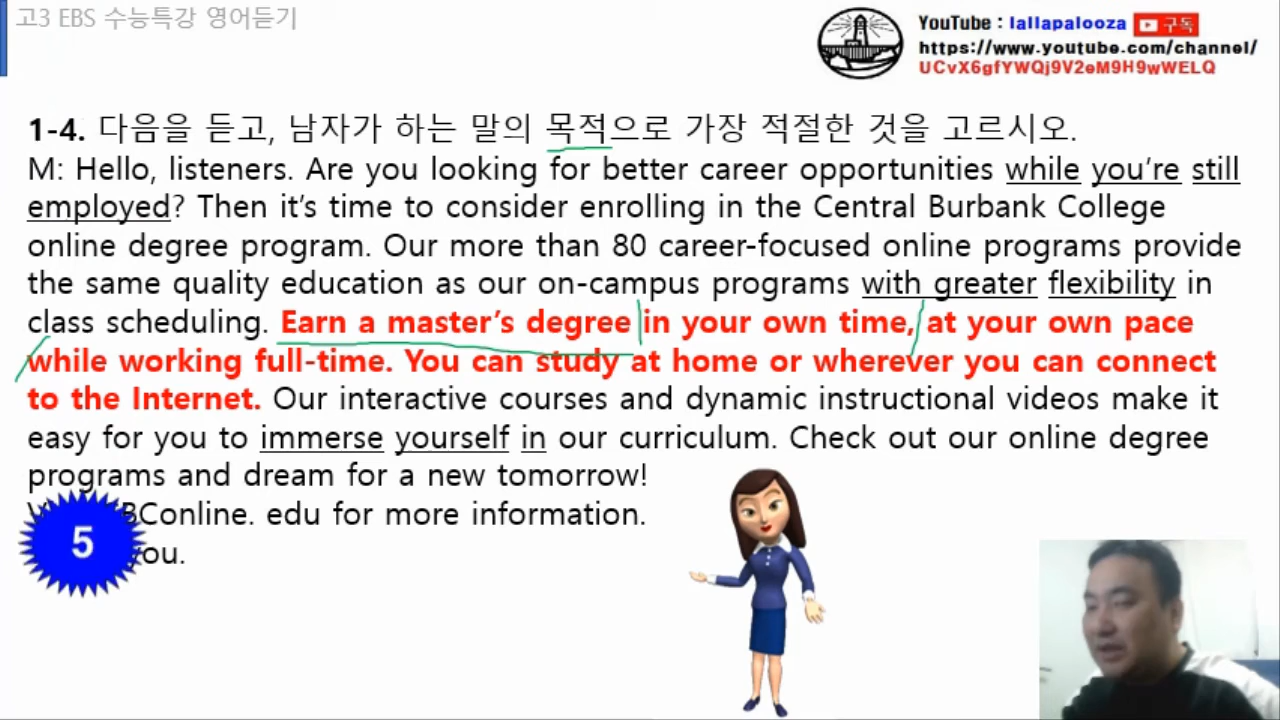 고3 EBS 수능특강 영어듣기
YouTube : lallapalooza 구독
https://www.youtube.com/channel/
UCvX6gfYWQj9V2eM9H9wWELQ
1-4. 다음을 듣고, 남자가 하는 말의 목적으로 가장 적절한 것을 고르시오.
M: Hello, listeners. Are you looking for better career opportunities while you're still
employed? Then it's time to consider enrolling in the Central Burbank College
online degree program. Our more than 80 career-focused online programs provide
the same quality education as our on-campus programs with greater flexibility in
class scheduling. Earn a master's degree in your own time, at your own pace
while working full-time. You can study at home or wherever you can connect
to the Internet. Our interactive courses and dynamic instructional videos make it
easy for you to immerse yourself in our curriculum. Check out our online degree
programs and dream for a new tomorrow!
BConline. edu for more information.
you.
5